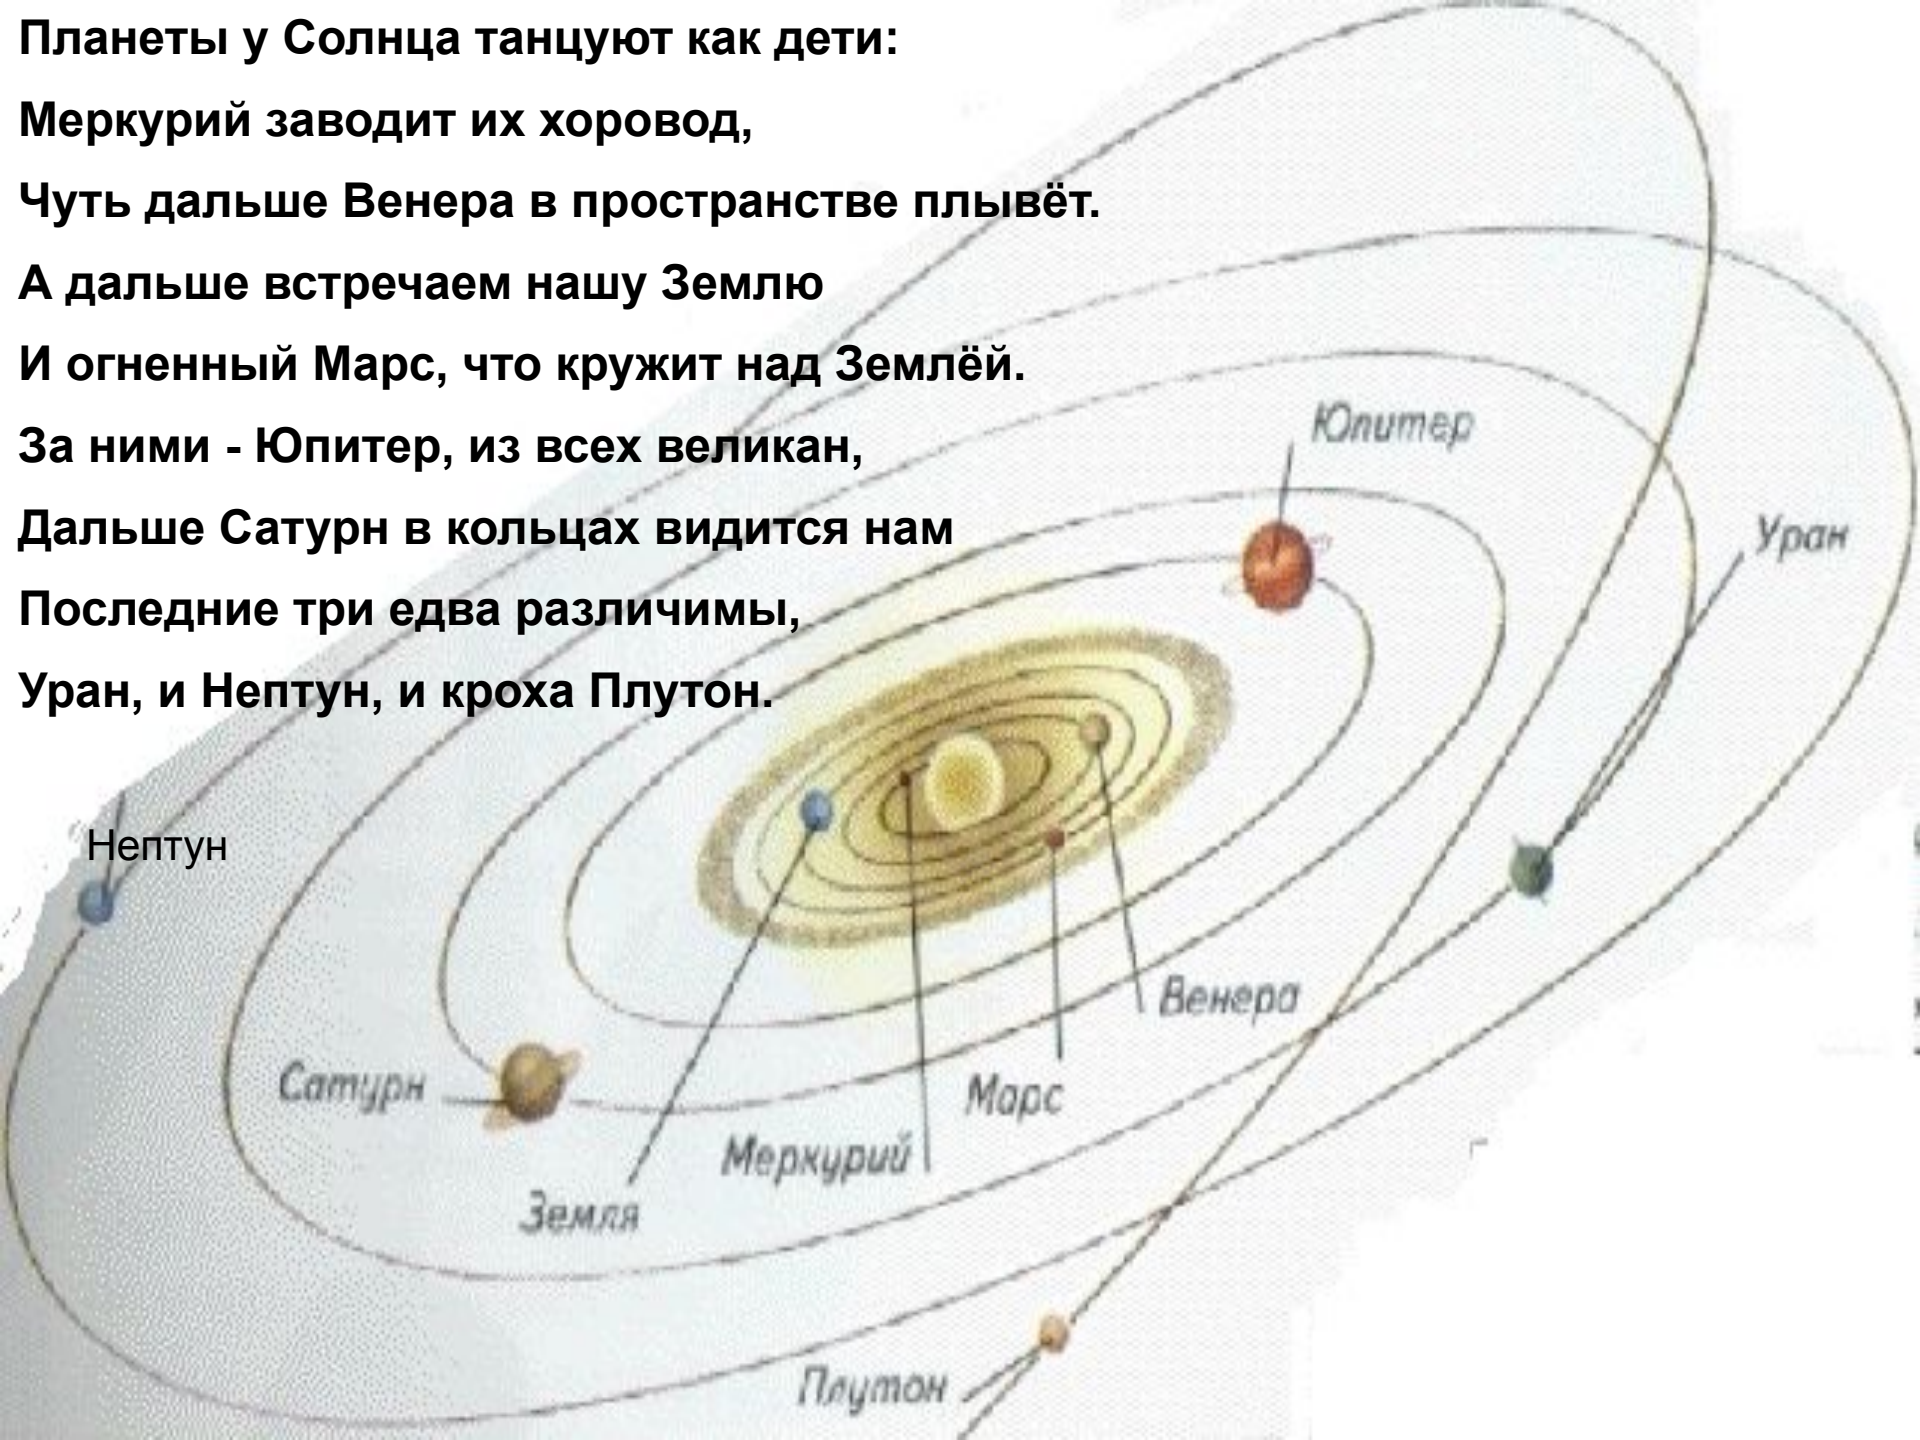 Планеты у Солнца танцуют как дети:
Меркурий заводит их хоровод,
Чуть дальше Венера в пространстве плывёт.
А дальше встречаем нашу Землю
И огненный Марс, что кружит над Землёй.
За ними - Юпитер, из всех великан,
Дальше Сатурн в кольцах видится нам
Последние три едва различимы,
Уран, и Нептун, и кроха Плутон.
Юпитер
Уран
Нептун
Венера
Сатурн
Марс
Меркурий
Земля
Плутон